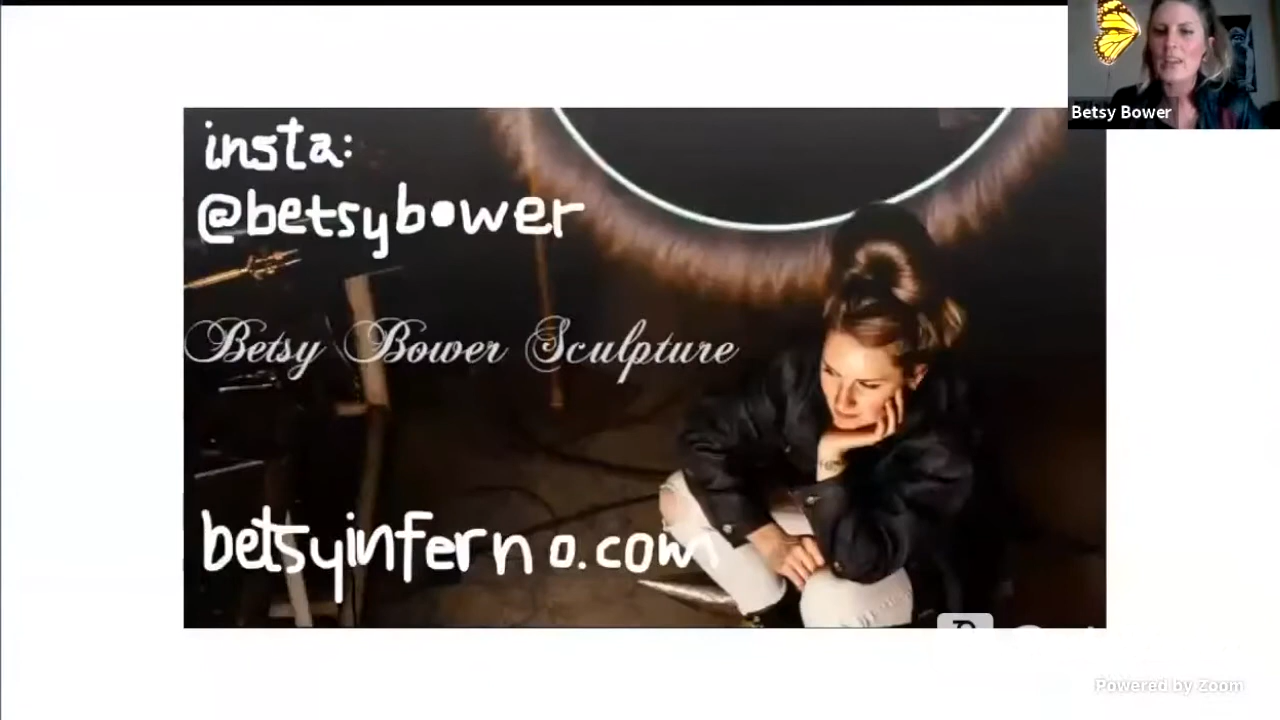 Betsy Bower
insta:
@betsybower
Betsy Bower Sculpture
betsyinferno.com
Powered by Zoom